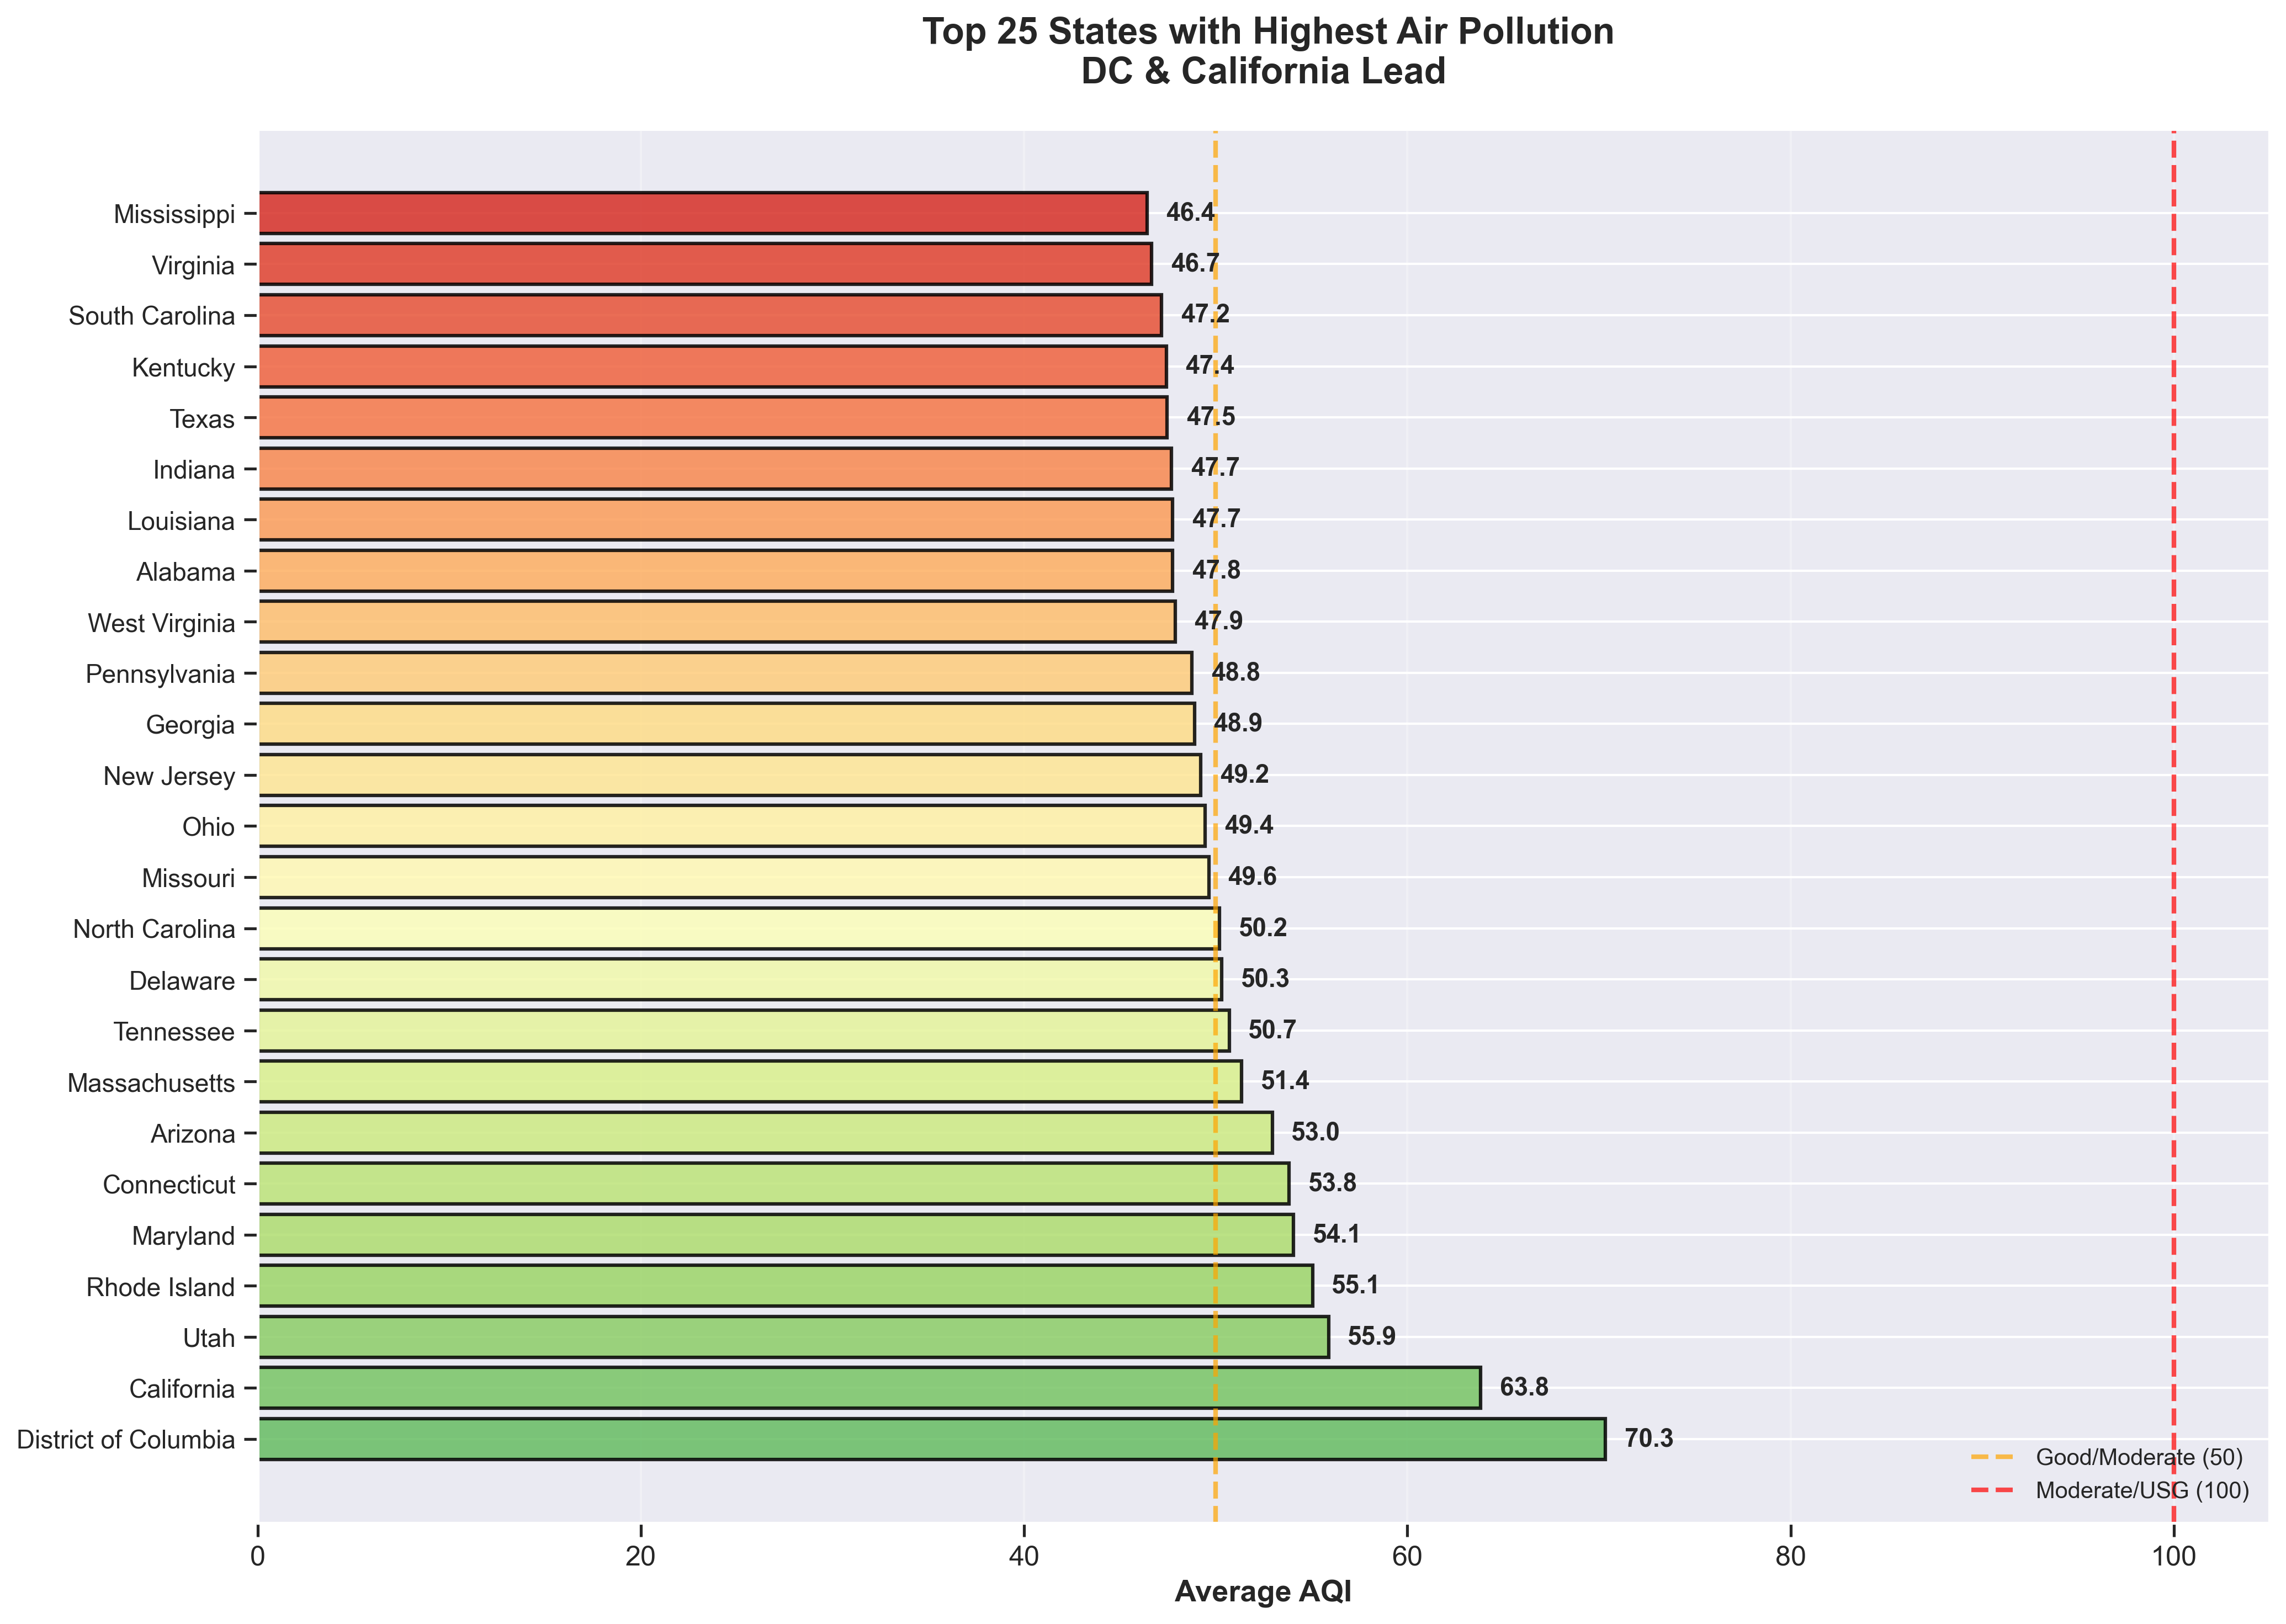 Top 25 States with Highest Air Pollution
DC & California Lead
Mississippi 46.4
Virginia 46.7
South Carolina 47.2
Kentucky 47.4
Texas 47.5
Indiana 47.7
Louisiana 47.7
Alabama 47.8
West Virginia 47.9
Pennsylvania 48.8
Georgia 48.9
New Jersey 49.2
Ohio 49.4
Missouri 49.6
North Carolina 50.2
Delaware 50.3
Tennessee 50.7
Massachusetts 51.4
Arizona 53.0
Connecticut 53.8
Maryland 54.1
Rhode Island 55.1
Utah 55.9
California 63.8
District of Columbia 70.3
Good/Moderate (50)
Moderate/USG (100)
0 20 40 60 80 100
Average AQI